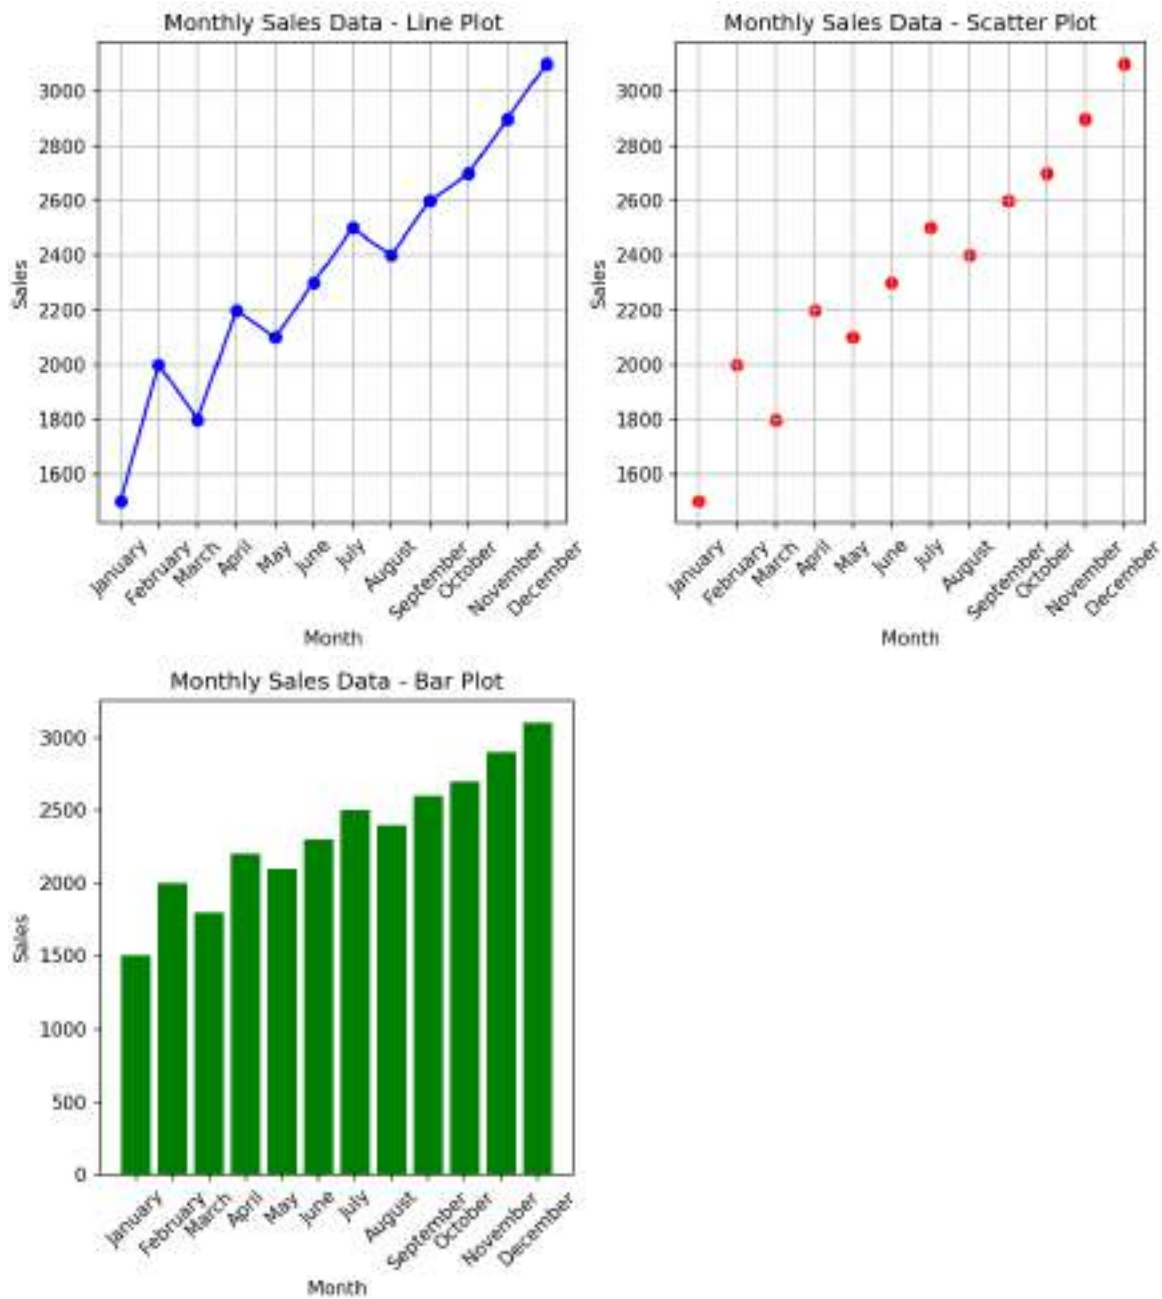 Monthly Sales Data - Line Plot
3000
2800
2600
2400
2200
2000
1800
1600
Sales
January
February
March
April
May
June
July
August
September
October
November
December
Month
Monthly Sales Data - Scatter Plot
3000
2800
2600
2400
2200
2000
1800
1600
Sales
January
February
March
April
May
June
July
August
September
October
November
December
Month
Monthly Sales Data - Bar Plot
3000
2500
2000
1500
1000
500
0
Sales
January
February
March
April
May
June
July
August
September
October
November
December
Month